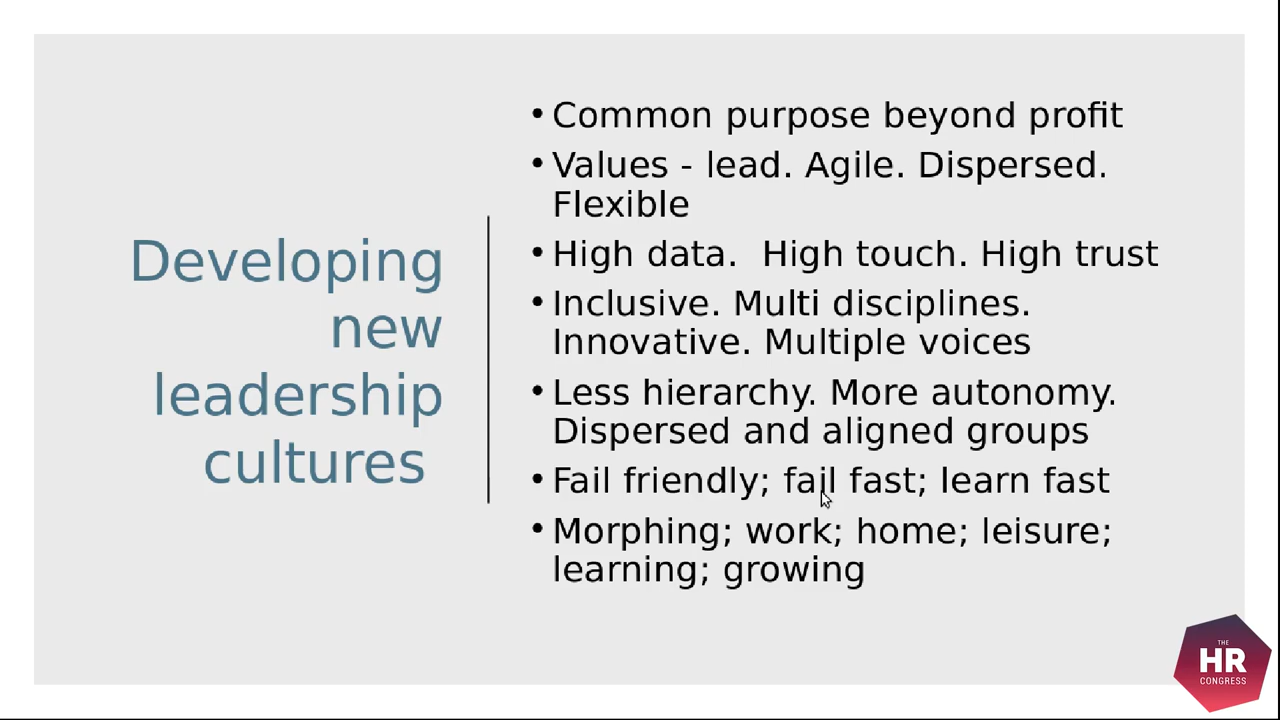 Developing
new
leadership
cultures
• Common purpose beyond profit
• Values - lead. Agile. Dispersed.
Flexible
• High data.  High touch. High trust
• Inclusive. Multi disciplines.
Innovative. Multiple voices
• Less hierarchy. More autonomy.
Dispersed and aligned groups
• Fail friendly; fail fast; learn fast
• Morphing; work; home; leisure;
learning; growing
THE
HR
CONGRESS